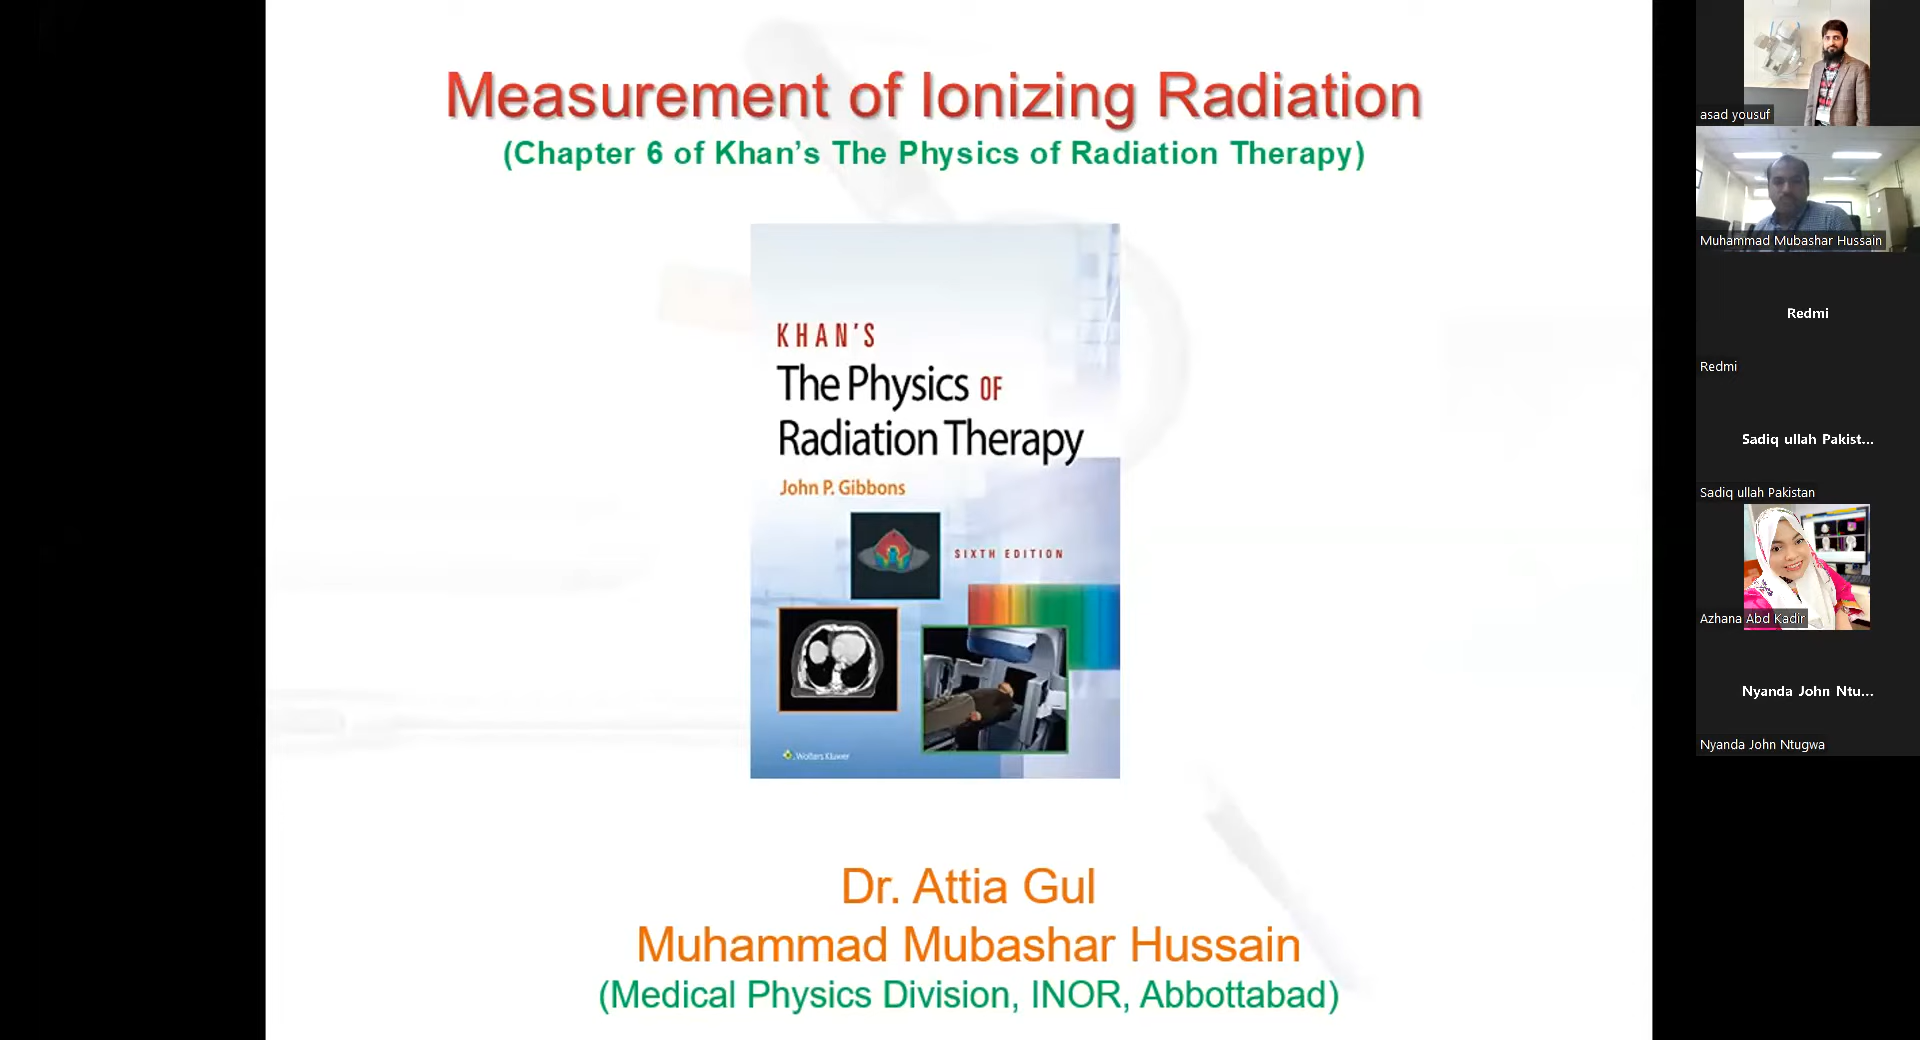 Measurement of Ionizing Radiation
(Chapter 6 of Khan’s The Physics of Radiation Therapy)
KHAN'S
The Physics OF
Radiation Therapy
John P. Gibbons
SIXTH EDITION
Wolters Kluwer
Dr. Attia Gul
Muhammad Mubashar Hussain
(Medical Physics Division, INOR, Abbottabad)
asad yousuf
Muhammad Mubashar Hussain
Redmi
Redmi
Sadiq ullah Pakist...
Sadiq ullah Pakistan
Azhana Abd Kadir
Nyanda John Ntu...
Nyanda John Ntugwa